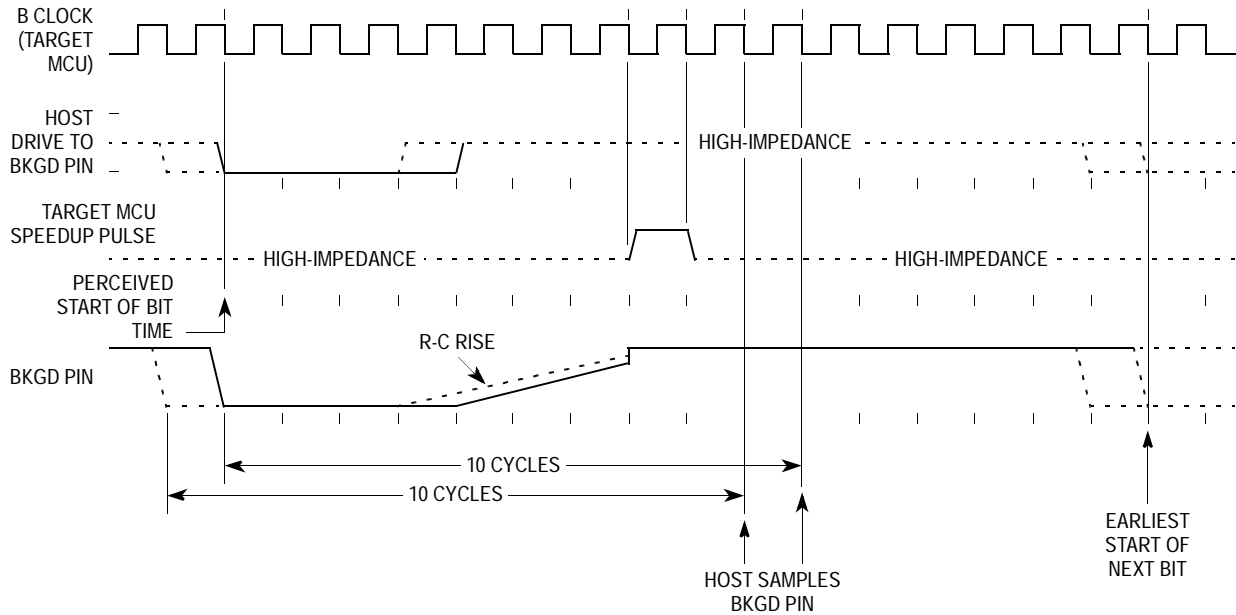 B CLOCK
(TARGET
MCU)
HOST
DRIVE TO
BKGD PIN
HIGH-IMPEDANCE
TARGET MCU
SPEEDUP PULSE
HIGH-IMPEDANCE
HIGH-IMPEDANCE
PERCEIVED
START OF BIT
TIME
R-C RISE
BKGD PIN
10 CYCLES
10 CYCLES
EARLIEST
START OF
NEXT BIT
HOST SAMPLES
BKGD PIN